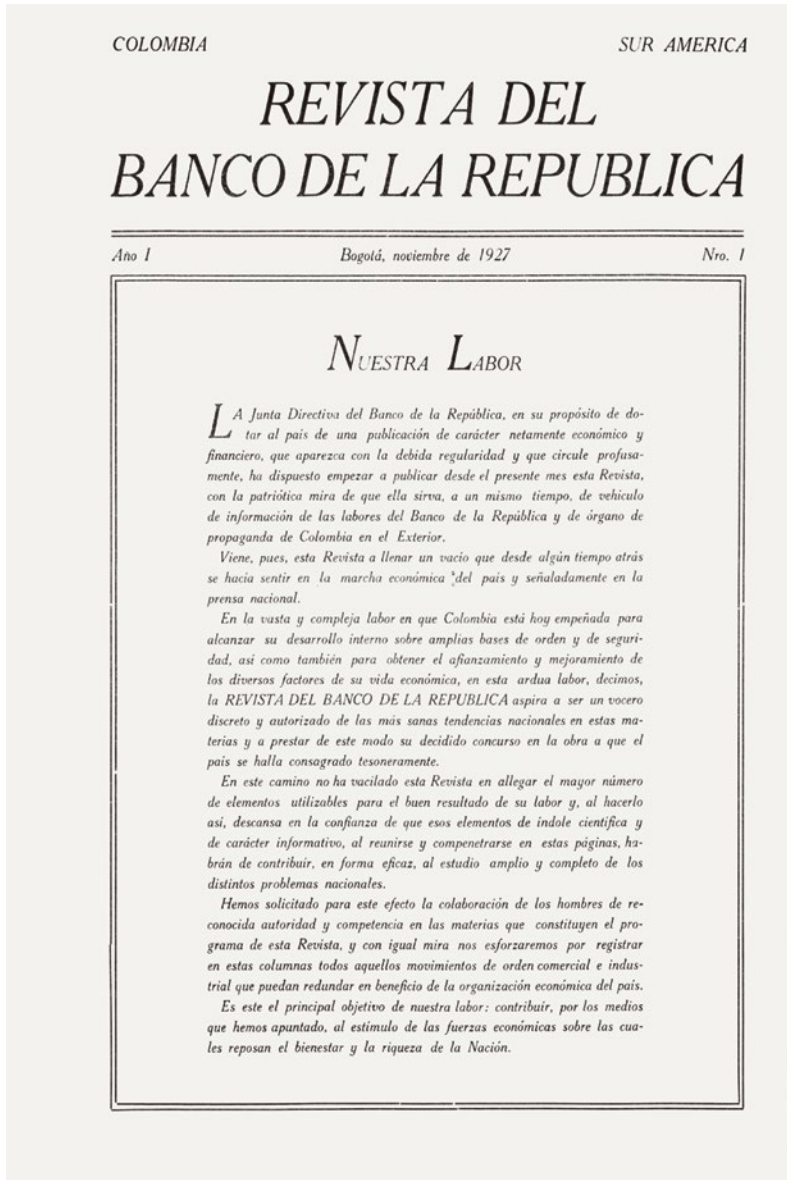 COLOMBIA SUR AMERICA
REVISTA DEL
BANCO DE LA REPUBLICA
Año I Bogotá, noviembre de 1927 Nro. 1
NUESTRA LABOR
LA Junta Directiva del Banco de la República, en su propósito de do-
tar al país de una publicación de carácter netamente económico y
financiero, que aparezca con la debida regularidad y que circule profusa-
mente, ha dispuesto empezar a publicar desde el presente mes esta Revista,
con la patriótica mira de que ella sirva, a un mismo tiempo, de vehículo
de información de las labores del Banco de la República y de órgano de
propaganda de Colombia en el Exterior.
Viene, pues, esta Revista a llenar un vacío que desde algún tiempo atrás
se hacía sentir en la marcha económica del país y señaladamente en la
prensa nacional.
En la vasta y compleja labor en que Colombia está hoy empeñada para
alcanzar su desarrollo interno sobre amplias bases de orden y de seguri-
dad, así como también para obtener el afianzamiento y mejoramiento de
los diversos factores de su vida económica, en esta ardua labor, decimos,
la REVISTA DEL BANCO DE LA REPUBLICA aspira a ser un vocero
discreto y autorizado de las más sanas tendencias nacionales en estas ma-
terias y a prestar de este modo su decidido concurso en la obra a que el
país se halla consagrado tesoneramente.
En este camino no ha vacilado esta Revista en allegar el mayor número
de elementos utilizables para el buen resultado de su labor y, al hacerlo
así, descansa en la confianza de que esos elementos de índole científica y
de carácter informativo, al reunirse y compenetrarse en estas páginas, ha-
brán de contribuír, en forma eficaz, al estudio amplio y completo de los
distintos problemas nacionales.
Hemos solicitado para este efecto la colaboración de los hombres de re-
conocida autoridad y competencia en las materias que constituyen el pro-
grama de esta Revista, y con igual mira nos esforzaremos por registrar
en estas columnas todos aquellos movimientos de orden comercial e indus-
trial que puedan redundar en beneficio de la organización económica del país.
Es este el principal objetivo de nuestra labor: contribuír, por los medios
que hemos apuntado, al estímulo de las fuerzas económicas sobre las cua-
les reposan el bienestar y la riqueza de la Nación.